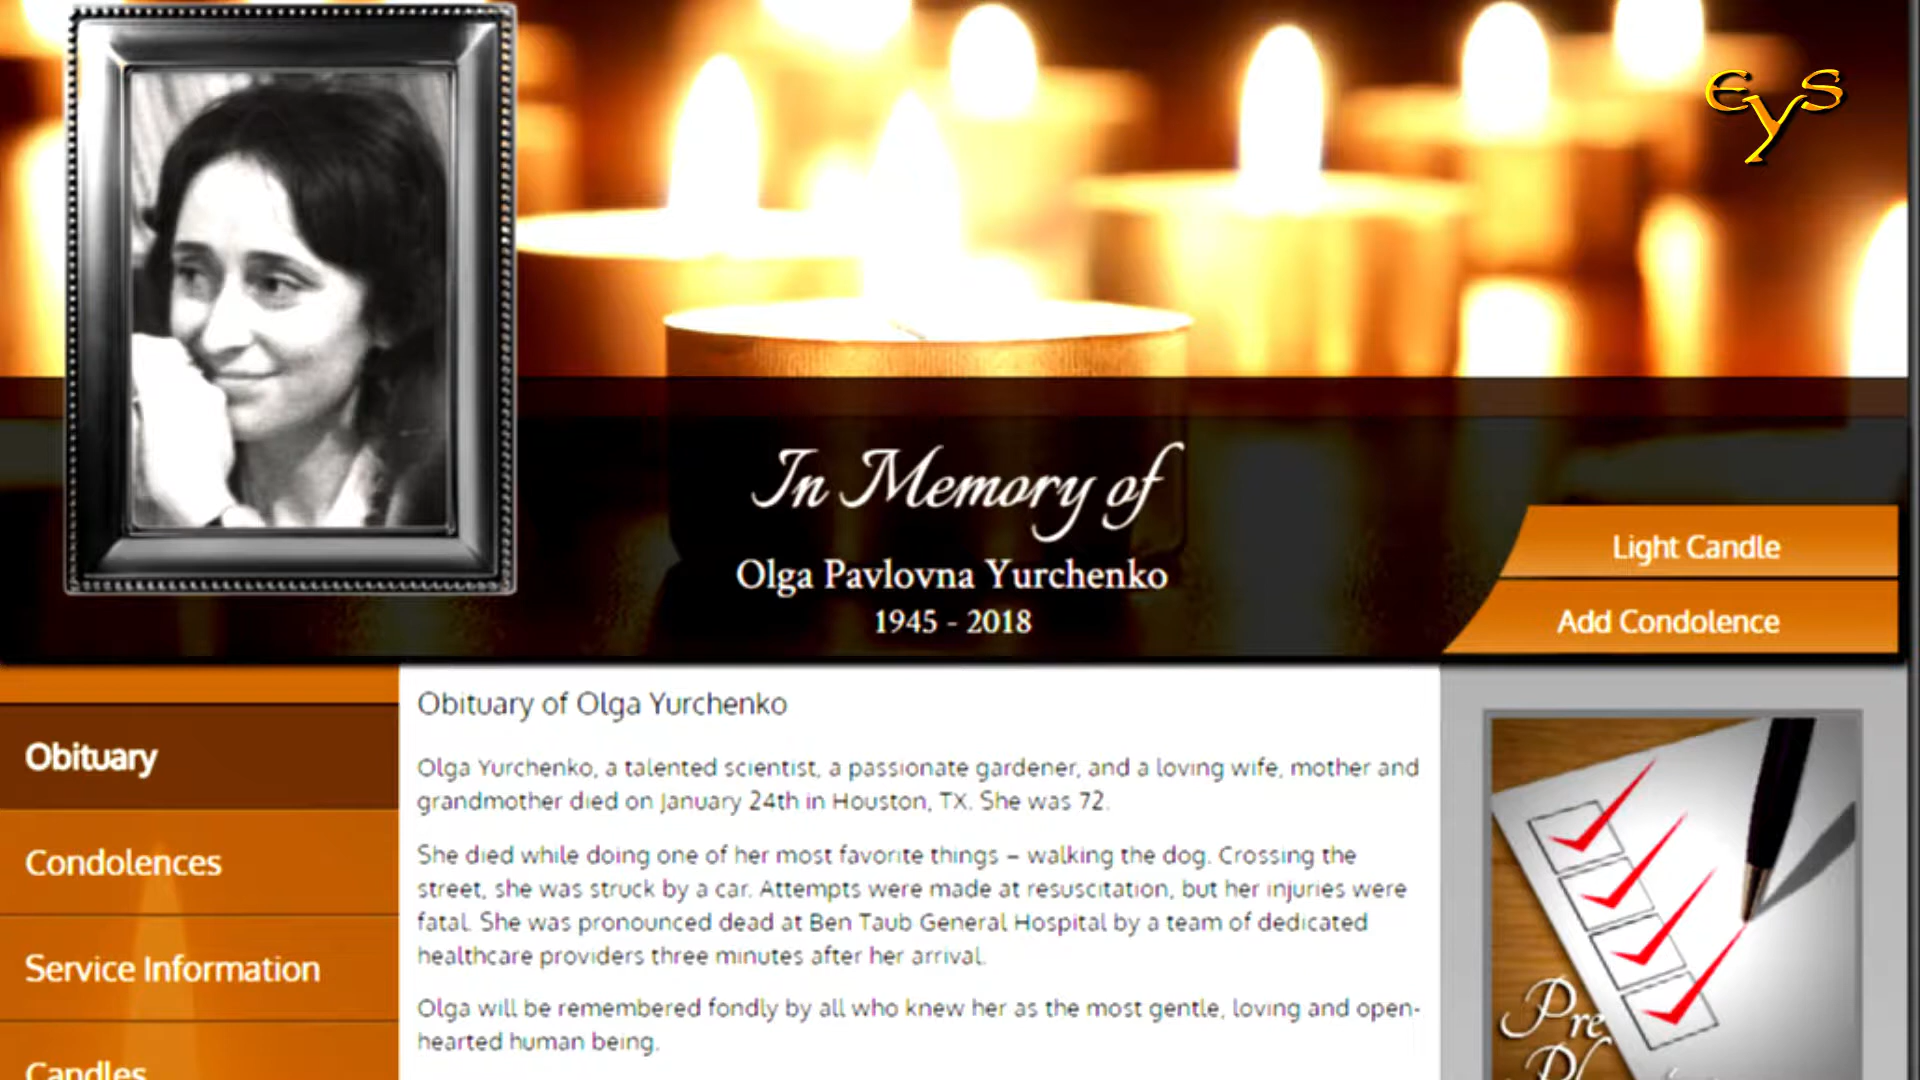 EYS
In Memory of
Olga Pavlovna Yurchenko
1945 - 2018
Light Candle
Add Condolence
Obituary
Condolences
Service Information
Candles
Obituary of Olga Yurchenko
Olga Yurchenko, a talented scientist, a passionate gardener, and a loving wife, mother and
grandmother died on January 24th in Houston, TX. She was 72.
She died while doing one of her most favorite things – walking the dog. Crossing the
street, she was struck by a car. Attempts were made at resuscitation, but her injuries were
fatal. She was pronounced dead at Ben Taub General Hospital by a team of dedicated
healthcare providers three minutes after her arrival.
Olga will be remembered fondly by all who knew her as the most gentle, loving and open-
hearted human being.
Pre